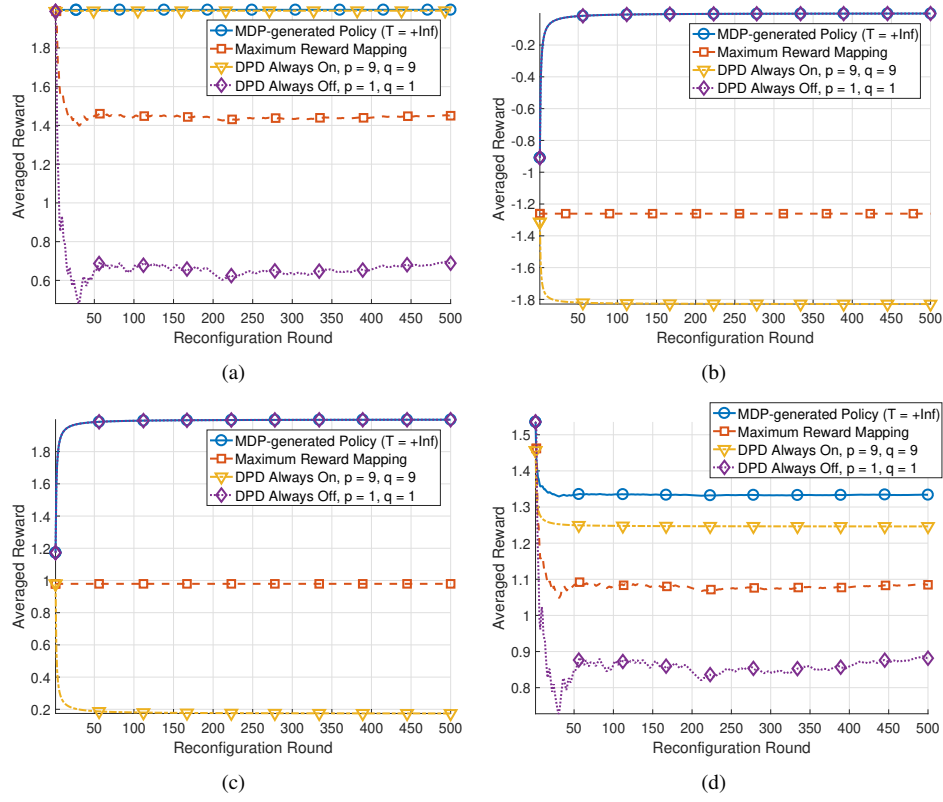 MDP-generated Policy (T = +Inf)
Maximum Reward Mapping
DPD Always On, p = 9, q = 9
DPD Always Off, p = 1, q = 1
1.8
1.6
1.4
1.2
1
0.8
0.6
Averaged Reward
50 100 150 200 250 300 350 400 450 500
Reconfiguration Round
(a)
MDP-generated Policy (T = +Inf)
Maximum Reward Mapping
DPD Always On, p = 9, q = 9
DPD Always Off, p = 1, q = 1
-0.2
-0.4
-0.6
-0.8
-1
-1.2
-1.4
-1.6
-1.8
Averaged Reward
50 100 150 200 250 300 350 400 450 500
Reconfiguration Round
(b)
MDP-generated Policy (T = +Inf)
Maximum Reward Mapping
DPD Always On, p = 9, q = 9
DPD Always Off, p = 1, q = 1
1.8
1.6
1.4
1.2
1
0.8
0.6
0.4
0.2
Averaged Reward
50 100 150 200 250 300 350 400 450 500
Reconfiguration Round
(c)
MDP-generated Policy (T = +Inf)
Maximum Reward Mapping
DPD Always On, p = 9, q = 9
DPD Always Off, p = 1, q = 1
1.5
1.4
1.3
1.2
1.1
1
0.9
0.8
Averaged Reward
50 100 150 200 250 300 350 400 450 500
Reconfiguration Round
(d)